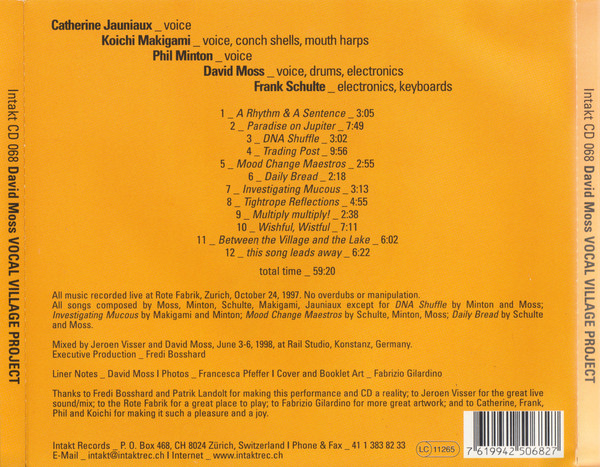 Catherine Jauniaux _ voice
Koichi Makigami _ voice, conch shells, mouth harps
Phil Minton _ voice
David Moss _ voice, drums, electronics
Frank Schulte _ electronics, keyboards
1 _ A Rhythm & A Sentence _ 3:05
2 _ Paradise on Jupiter _ 7:49
3 _ DNA Shuffle _ 3:02
4 _ Trading Post _ 9:56
5 _ Mood Change Maestros _ 2:55
6 _ Daily Bread _ 2:18
7 _ Investigating Mucous _ 3:13
8 _ Tightrope Reflections _ 4:55
9 _ Multiply multiply! _ 2:38
10 _ Wishful, Wistful _ 7:11
11 _ Between the Village and the Lake _ 6:02
12 _ this song leads away _ 6:22
total time _ 59:20
All music recorded live at Rote Fabrik, Zurich, October 24, 1997. No overdubs or manipulation.
All songs composed by Moss, Minton, Schulte, Makigami, Jauniaux except for DNA Shuffle by Minton and Moss;
Investigating Mucous by Makigami and Minton; Mood Change Maestros by Schulte, Minton, Moss; Daily Bread by Schulte
and Moss.
Mixed by Jeroen Visser and David Moss, June 3-6, 1998, at Rail Studio, Konstanz, Germany.
Executive Production _ Fredi Bosshard
Liner Notes _ David Moss I Photos _ Francesca Pfeffer I Cover and Booklet Art _ Fabrizio Gilardino
Thanks to Fredi Bosshard and Patrik Landolt for making this performance and CD a reality; to Jeroen Visser for the great live
sound/mix; to the Rote Fabrik for a great place to play; to Fabrizio Gilardino for more great artwork; and to Catherine, Frank,
Phil and Koichi for making it such a pleasure and a joy.
Intakt Records _ P. O. Box 468, CH 8024 Zürich, Switzerland I Phone & Fax _ 41 1 383 82 33
E-Mail _ intakt@intaktrec.ch I Internet _ www.intaktrec.ch
LC 11265
7 619942 506827
Intakt CD 068 David Moss VOCAL VILLAGE PROJECT
Intakt CD 068 David Moss VOCAL VILLAGE PROJECT